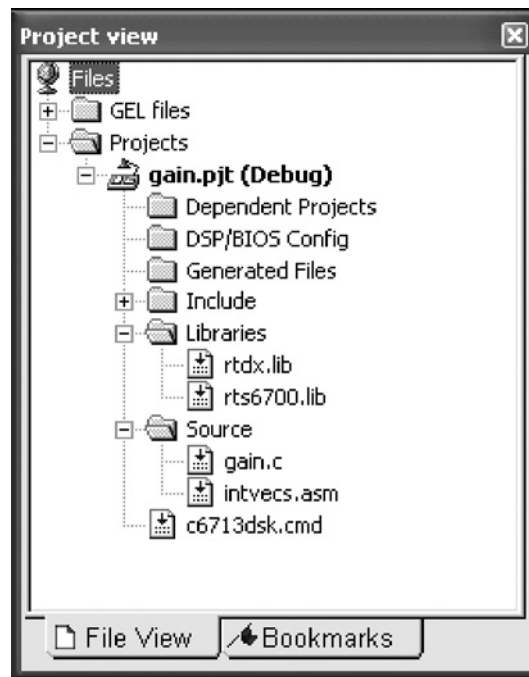 Project view
Files
GEL files
Projects
gain.pjt (Debug)
Dependent Projects
DSP/BIOS Config
Generated Files
Include
Libraries
rtdx.lib
rts6700.lib
Source
gain.c
intvecs.asm
c6713dsk.cmd
File View Bookmarks